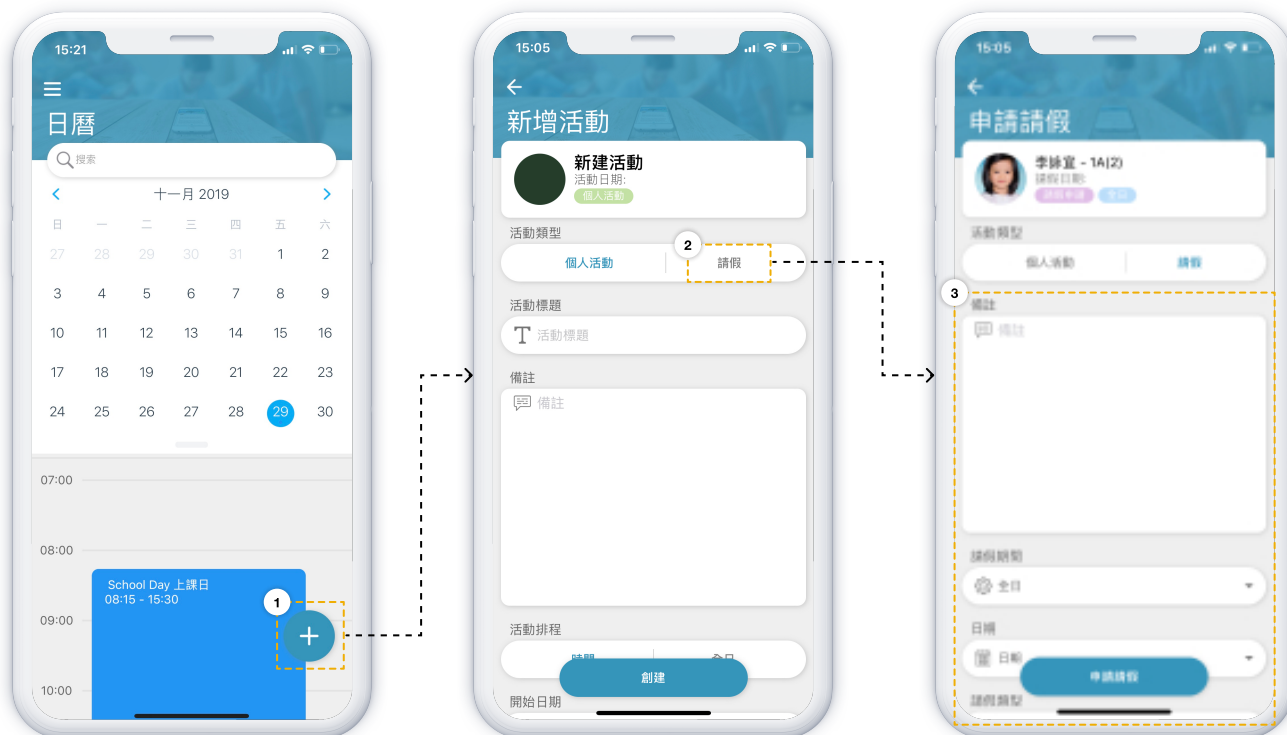 15:21
日曆
搜索
十一月 2019
日 一 二 三 四 五 六
27 28 29 30 31 1 2
3 4 5 6 7 8 9
10 11 12 13 14 15 16
17 18 19 20 21 22 23
24 25 26 27 28 29 30
07:00
08:00
School Day 上課日
08:15 - 15:30
1
09:00
10:00
15:05
新增活動
新建活動
活動日期:
個人活動
活動類型
2
個人活動
請假
活動標題
活動標題
備註
備註
活動排程
時間
全日
創建
開始日期
15:05
申請請假
李詠宜 - 1A(2)
請假日期:
請假申請
全日
活動類型
個人活動
請假
3
備註
備註
請假期間
全日
日期
日期
申請請假
請假類型